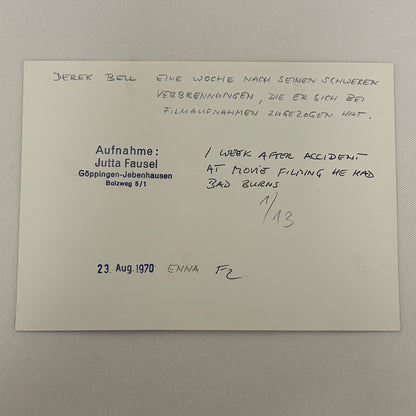 DEREK BELL EINE WOCHE NACH SEINEN SCHWEREN
VERBRENNUNGEN, DIE ER SICH BEI
FILMAUFNAHMEN ZUGEZOGEN HAT.
Aufnahme:
Jutta Fausel
Göppingen-Jebenhausen
Bolzweg 5/1
1 WEEK AFTER ACCIDENT
AT MOVIE FILMING HE HAD
BAD BURNS
1/13
23. Aug. 1970 ENNA F2